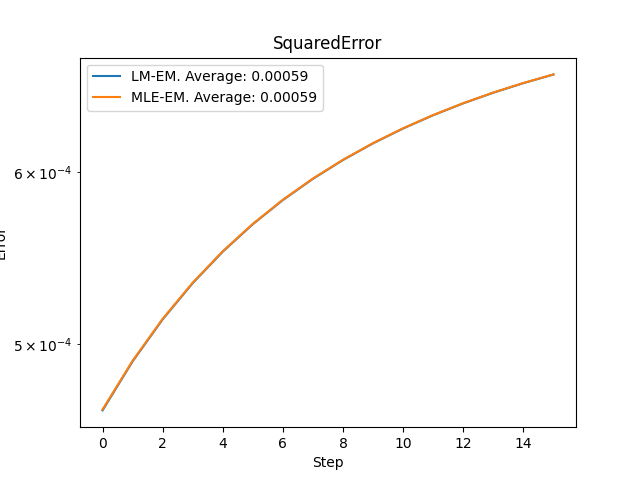 SquaredError
LM-EM. Average: 0.00059
MLE-EM. Average: 0.00059
6 × 10⁻⁴
5 × 10⁻⁴
Error
0 2 4 6 8 10 12 14
Step